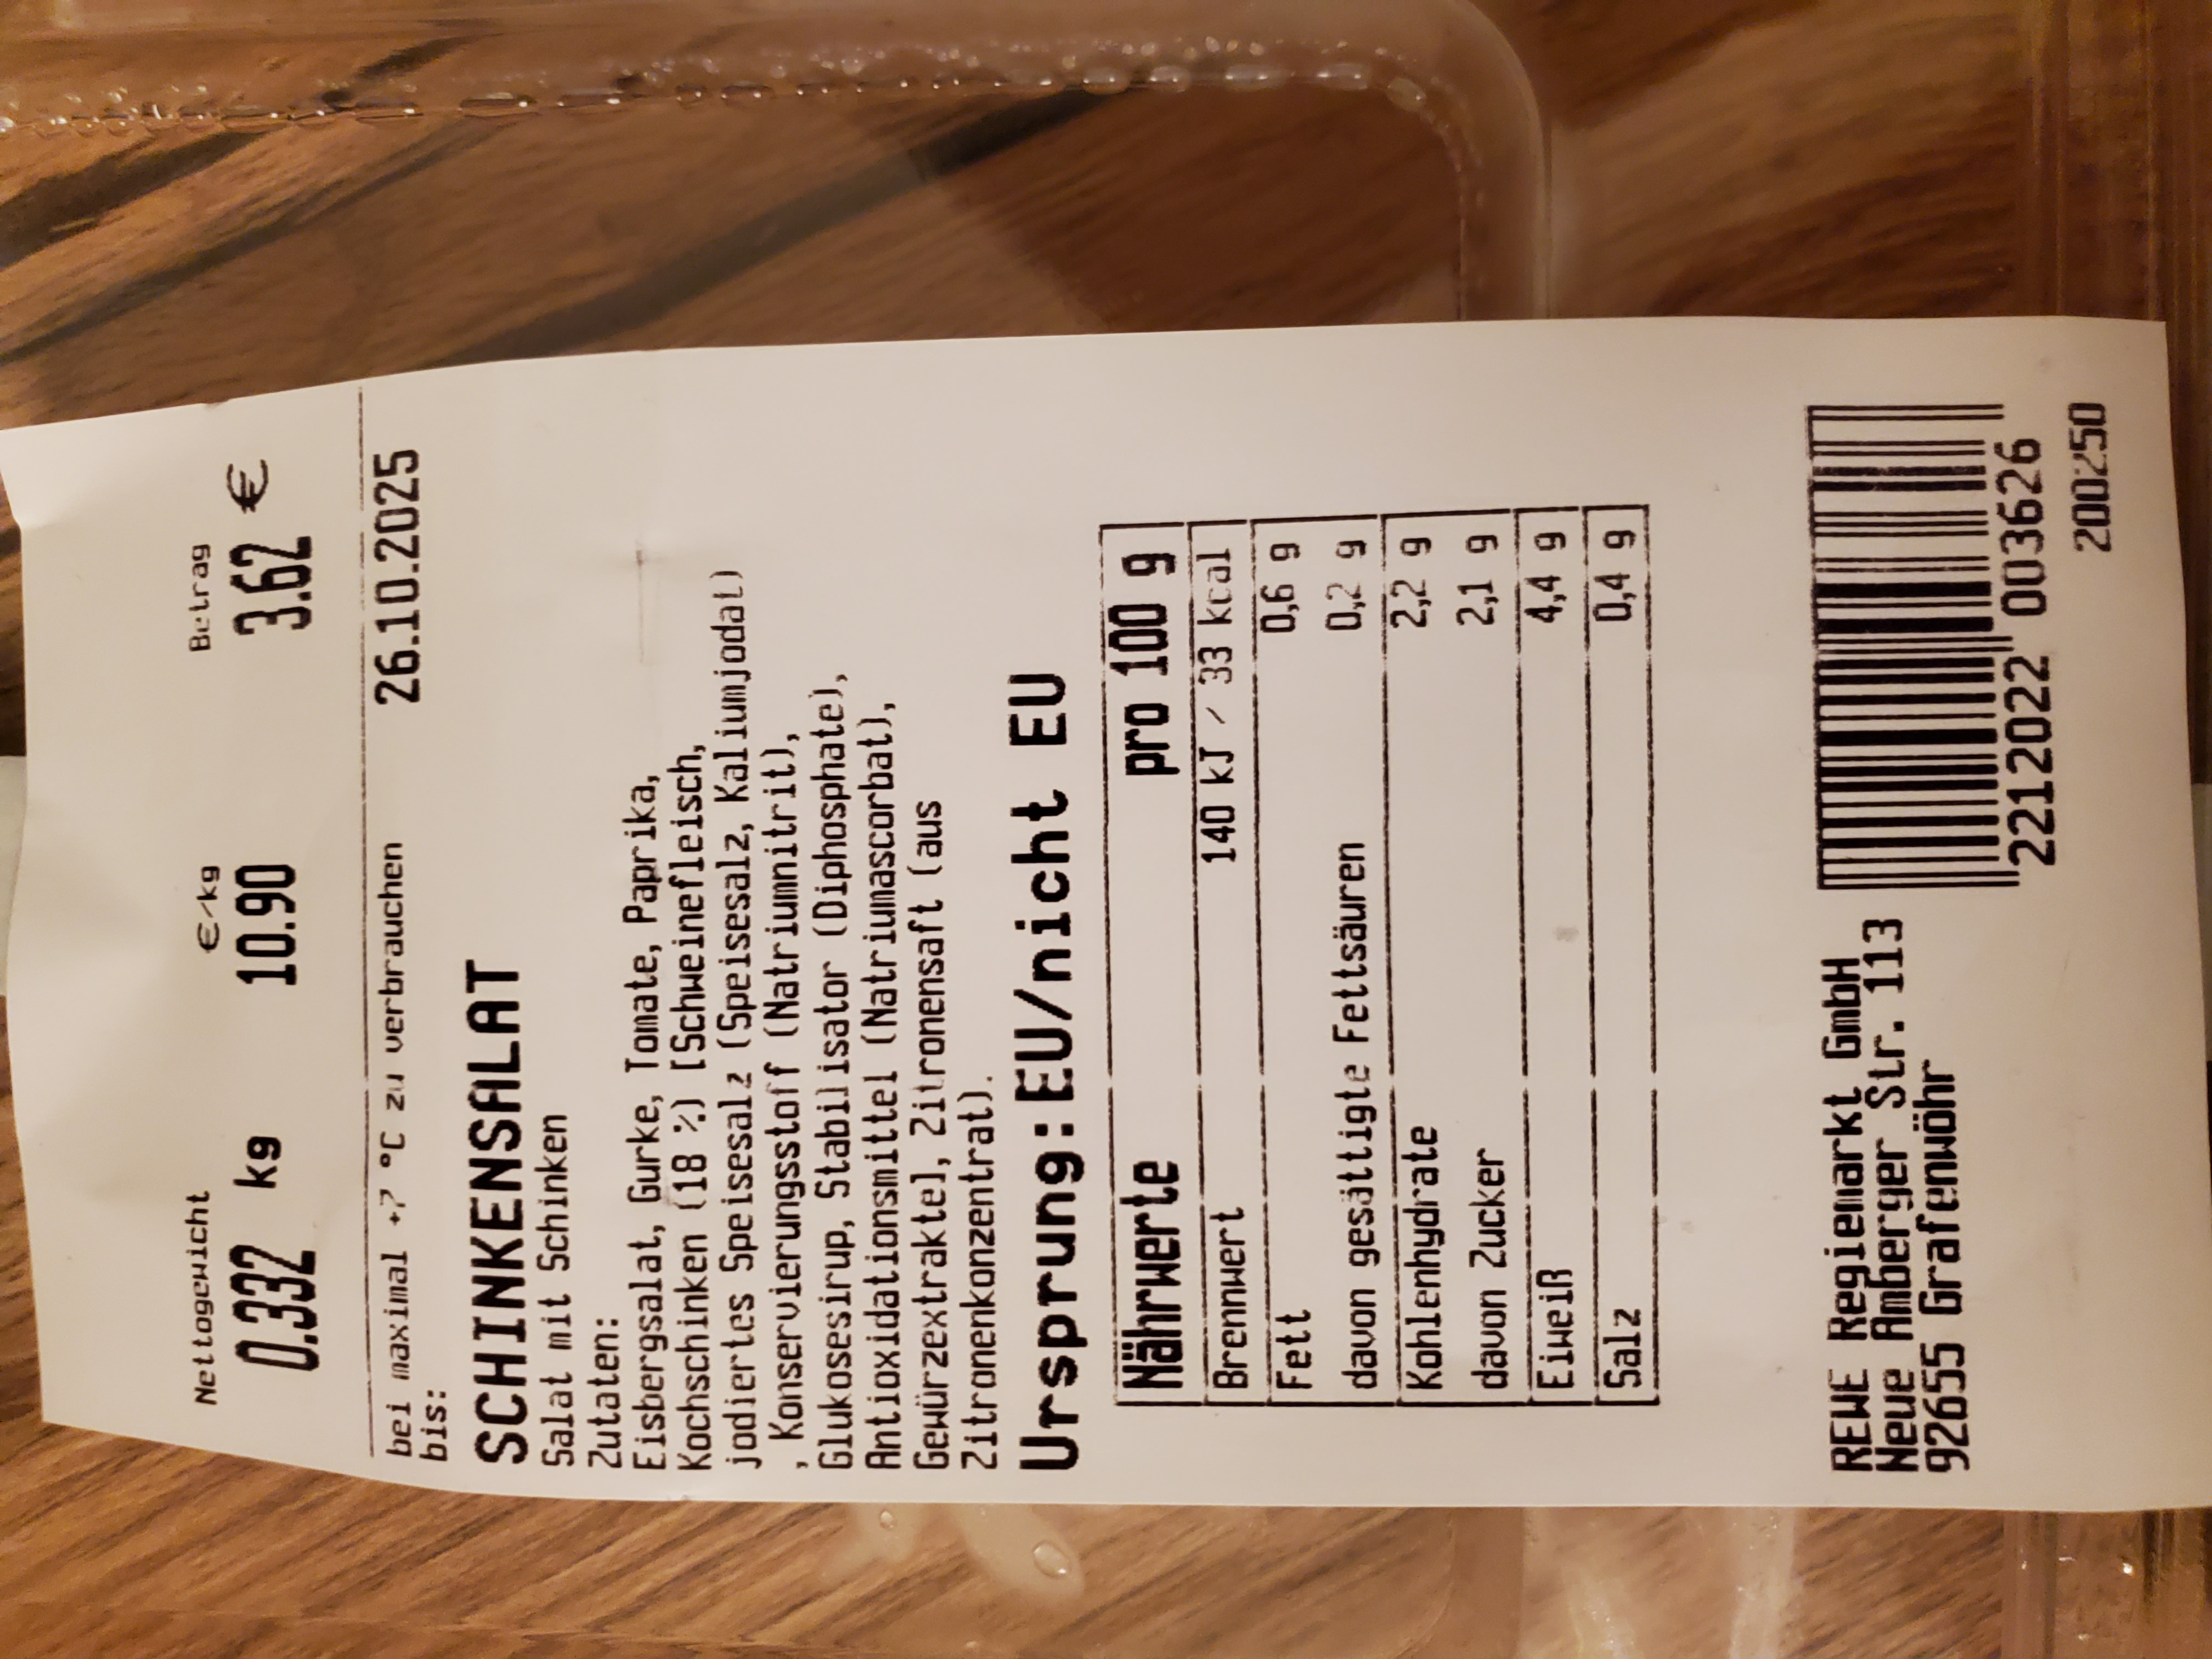 Nettogewicht €/kg Betrag
0.332 kg 10.90 3.62 €
bei maximal +7 °C zu verbrauchen 26.10.2025
bis:
SCHINKENSALAT
Salat mit Schinken
Zutaten:
Eisbergsalat, Gurke, Tomate, Paprika,
Kochschinken (18 %) [Schweinefleisch,
jodiertes Speisesalz (Speisesalz, Kaliumjodat)
, Konservierungsstoff (Natriumnitrit),
Glukosesirup, Stabilisator (Diphosphate),
Antioxidationsmittel (Natriumascorbat),
Gewürzextrakte], Zitronensaft (aus
Zitronenkonzentrat).
Ursprung: EU/nicht EU
Nährwerte pro 100 g
Brennwert 140 kJ / 33 kcal
Fett 0,6 g
davon gesättigte Fettsäuren 0,2 g
Kohlenhydrate 2,2 g
davon Zucker 2,1 g
Eiweiß 4,4 g
Salz 0,4 g
REWE Regiemarkt GmbH
Neue Amberger Str. 113
92655 Grafenwöhr
2212022 003626
200250